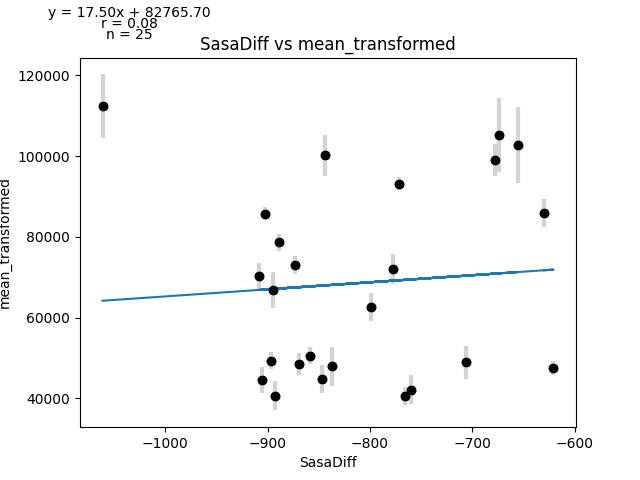 y = 17.50x + 82765.70
r = 0.08
n = 25
SasaDiff vs mean_transformed
120000
100000
80000
60000
40000
mean_transformed
−1000
−900
−800
−700
−600
SasaDiff